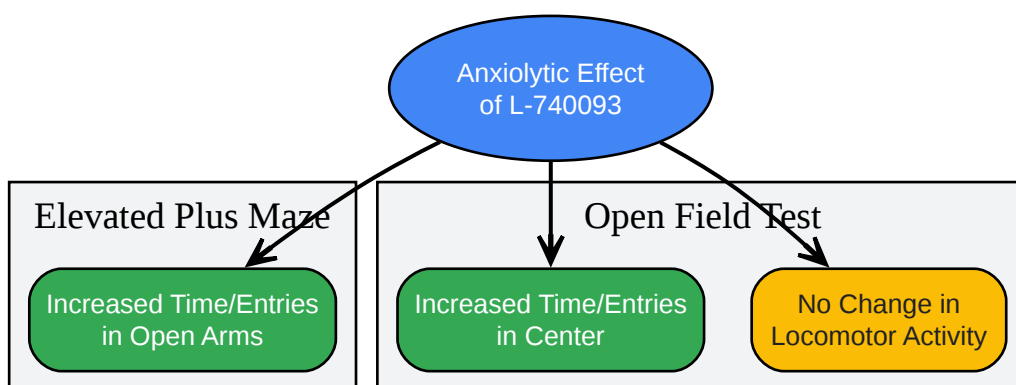 Anxiolytic Effect
of L-740093
Elevated Plus Maze
Open Field Test
Increased Time/Entries
in Open Arms
Increased Time/Entries
in Center
No Change in
Locomotor Activity